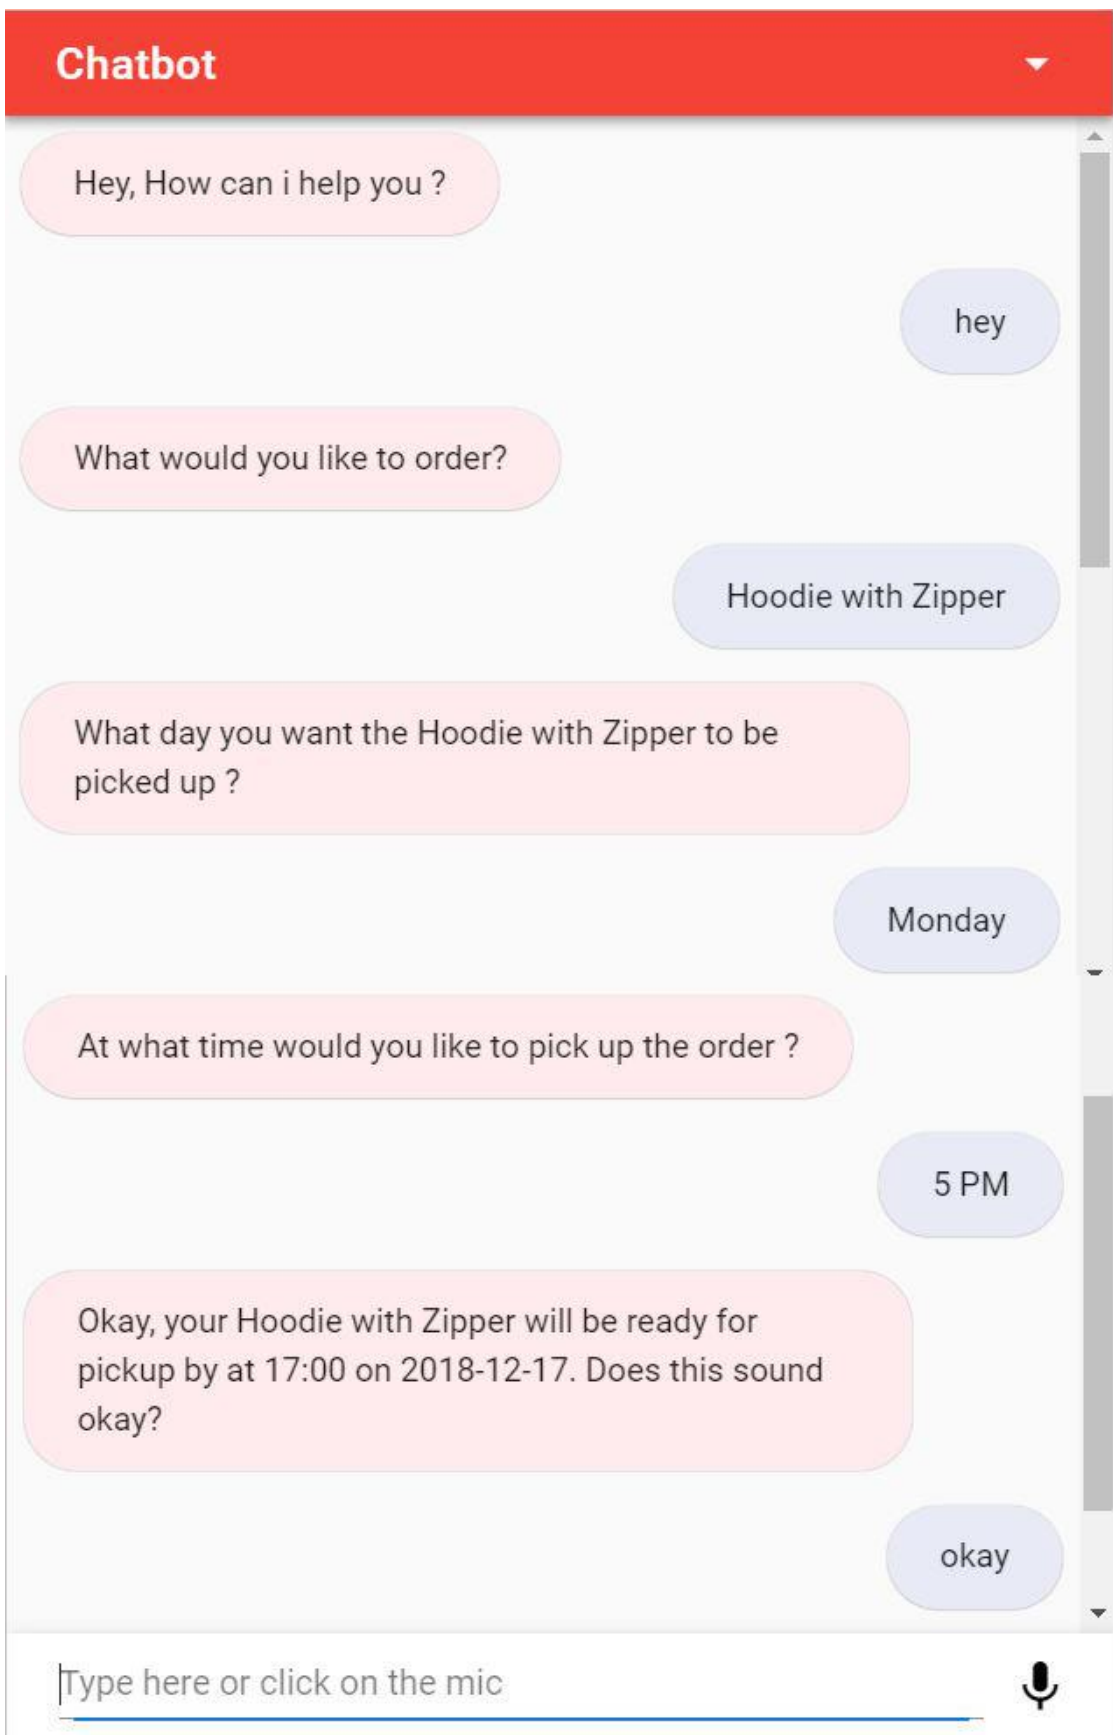 Chatbot
Hey, How can i help you ?
hey
What would you like to order?
Hoodie with Zipper
What day you want the Hoodie with Zipper to be
picked up ?
Monday
At what time would you like to pick up the order ?
5 PM
Okay, your Hoodie with Zipper will be ready for
pickup by at 17:00 on 2018-12-17. Does this sound
okay?
okay
Type here or click on the mic